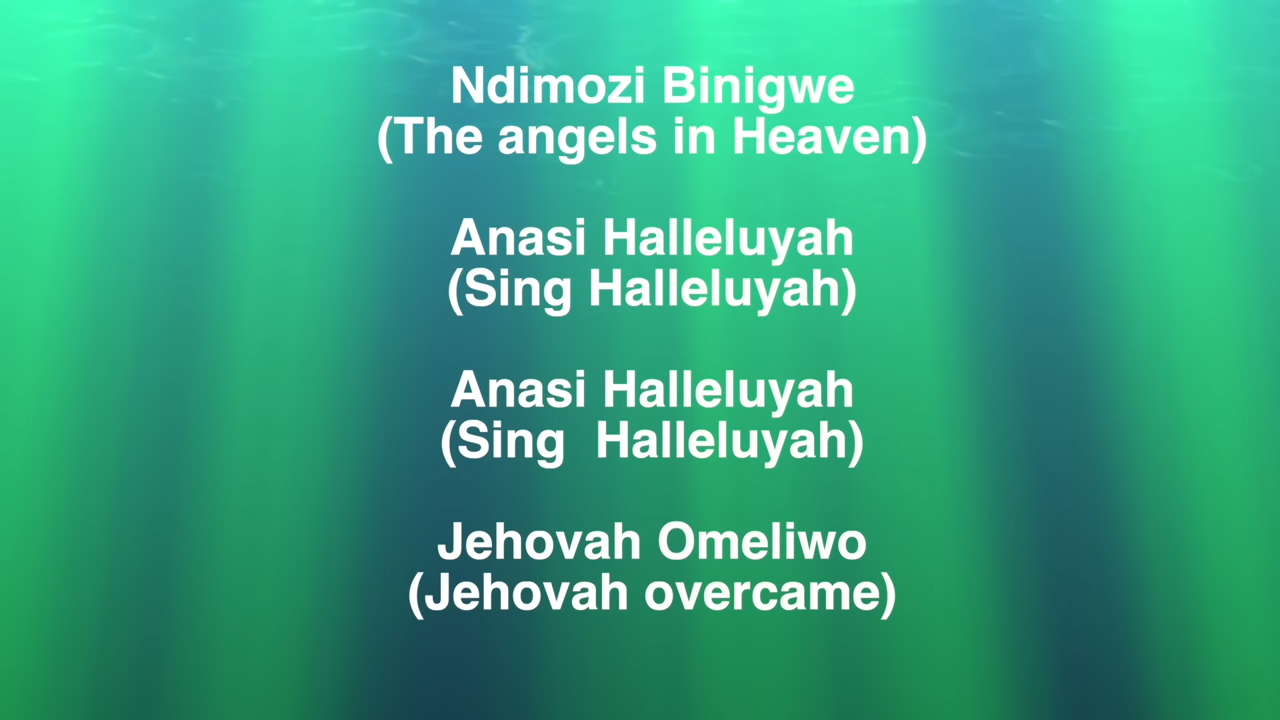 Ndimozi Binigwe
(The angels in Heaven)
Anasi Halleluyah
(Sing Halleluyah)
Anasi Halleluyah
(Sing  Halleluyah)
Jehovah Omeliwo
(Jehovah overcame)